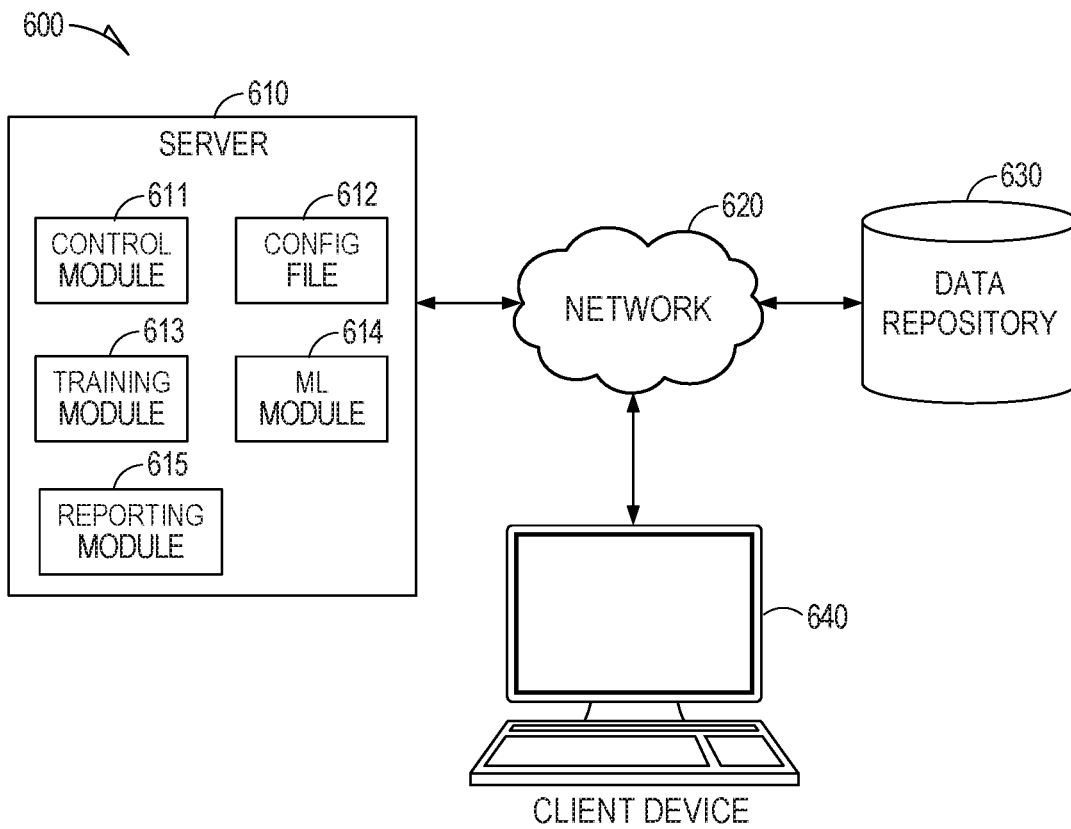 600
610
SERVER
611
CONTROL
MODULE
612
CONFIG
FILE
613
TRAINING
MODULE
614
ML
MODULE
615
REPORTING
MODULE
620
NETWORK
630
DATA
REPOSITORY
640
CLIENT DEVICE